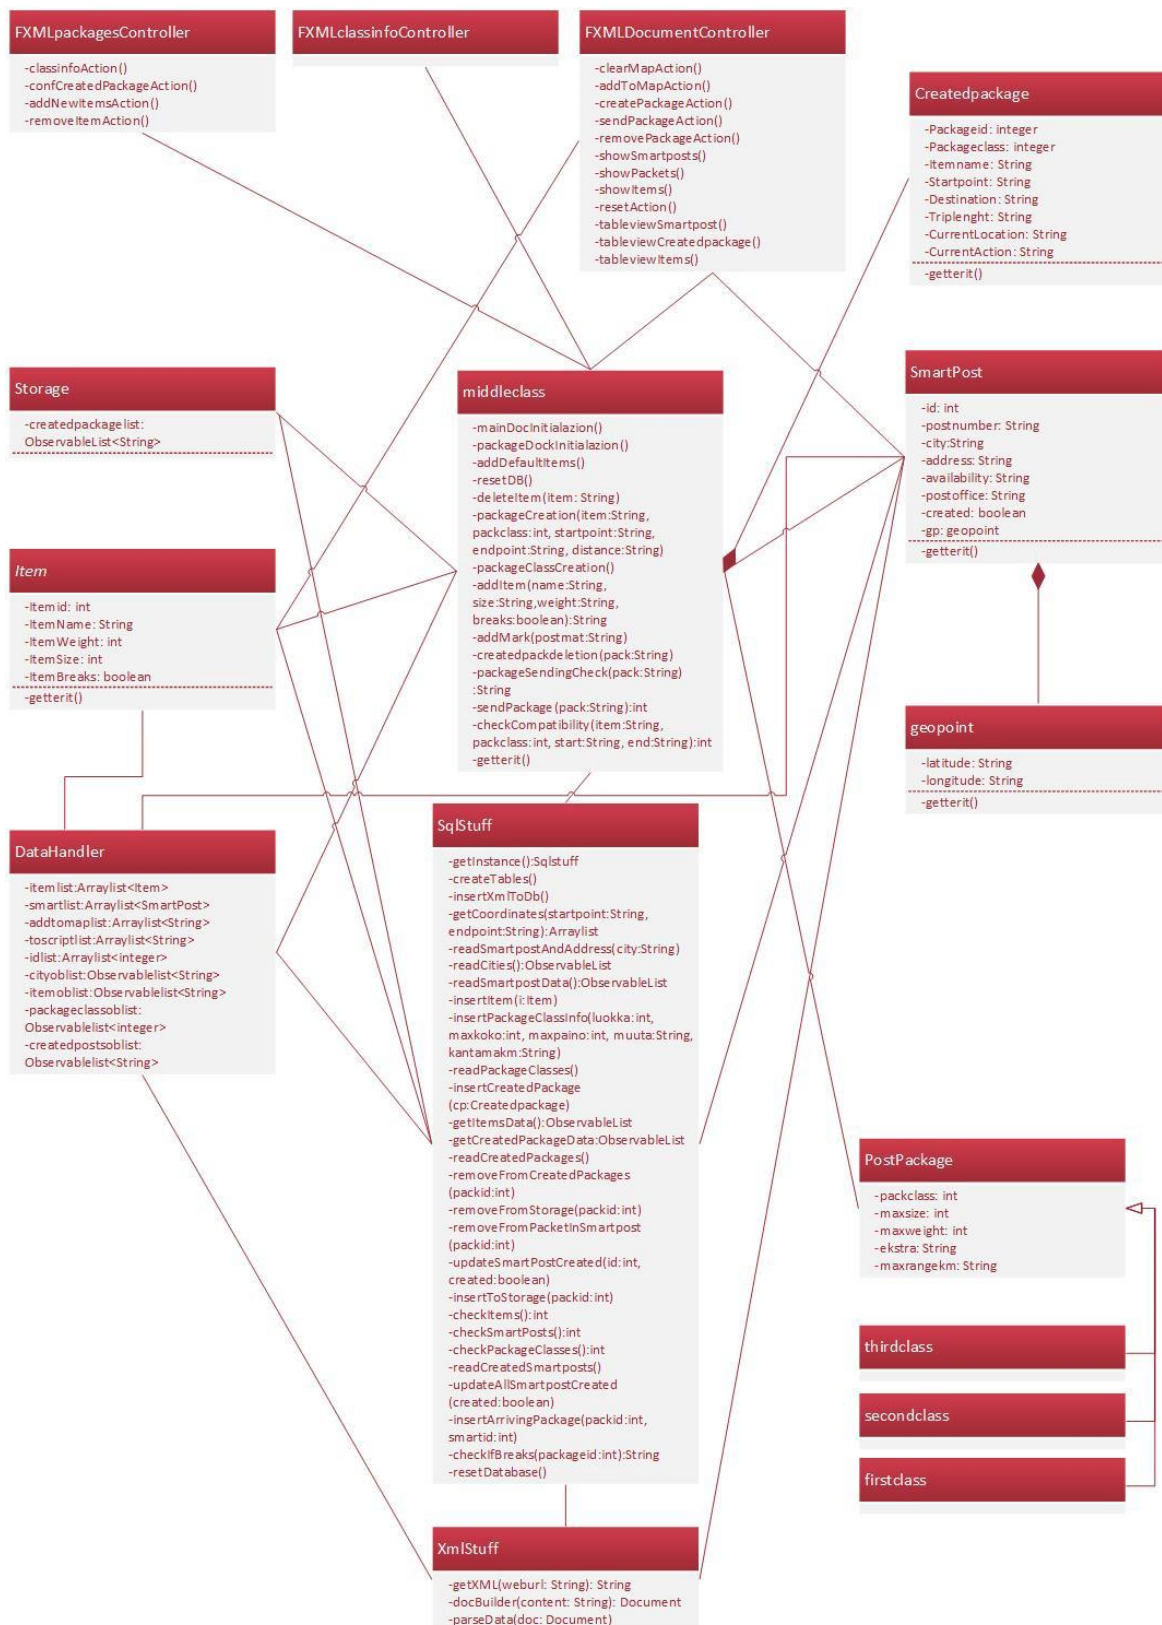 FXMLpackagesController
-classinfoAction()
-confCreatedPackageAction()
-addNewItemsAction()
-removeItemAction()
FXMLclassinfoController
FXMLDocumentController
-clearMapAction()
-addToMapAction()
-createPackageAction()
-sendPackageAction()
-removePackageAction()
-showSmartposts()
-showPackets()
-showItems()
-resetAction()
-tableviewSmartpost()
-tableviewCreatedpackage()
-tableviewItems()
Createdpackage
-Packageid: integer
-Packageclass: integer
-Itemname: String
-Startpoint: String
-Destination: String
-Triplenght: String
-CurrentLocation: String
-CurrentAction: String
-getterit()
Storage
-createdpackagelist:
ObservableList<String>
middleclass
-mainDocInitialazion()
-packageDockInitialazion()
-addDefaultItems()
-resetDB()
-deleteItem(item: String)
-packageCreation(item:String,
packclass:int, startpoint:String,
endpoint:String, distance:String)
-packageClassCreation()
-addItem(name:String,
size:String,weight:String,
breaks:boolean):String
-addMark(postmat:String)
-createdpackdeletion(pack:String)
-packageSendingCheck(pack:String)
:String
-sendPackage(pack:String):int
-checkCompatibility(item:String,
packclass:int, start:String, end:String):int
-getterit()
SmartPost
-id: int
-postnumber: String
-city:String
-address: String
-availability: String
-postoffice: String
-created: boolean
-gp: geopoint
-getterit()
Item
-Itemid: int
-ItemName: String
-ItemWeight: int
-ItemSize: int
-ItemBreaks: boolean
-getterit()
geopoint
-latitude: String
-longitude: String
-getterit()
DataHandler
-itemlist:Arraylist<Item>
-smartlist:Arraylist<SmartPost>
-addtomaplist:Arraylist<String>
-toscriptlist:Arraylist<String>
-idlist:Arraylist<integer>
-cityoblist:Observablelist<String>
-itemoblist:Observablelist<String>
-packageclassoblist:
Observablelist<integer>
-createdpostsoblist:
Observablelist<String>
SqlStuff
-getInstance():Sqlstuff
-createTables()
-insertXmlToDb()
-getCoordinates(startpoint:String,
endpoint:String):Arraylist
-readSmartpostAndAddress(city:String)
-readCities():ObservableList
-readSmartpostData():ObservableList
-insertItem(i:Item)
-insertPackageClassInfo(luokka:int,
maxkoko:int, maxpaino:int, muuta:String,
kantamakm:String)
-readPackageClasses()
-insertCreatedPackage
(cp:Createdpackage)
-getItemsData():ObservableList
-getCreatedPackageData:ObservableList
-readCreatedPackages()
-removeFromCreatedPackages
(packid:int)
-removeFromStorage(packid:int)
-removeFromPacketInSmartpost
(packid:int)
-updateSmartPostCreated(id:int,
created:boolean)
-insertToStorage(packid:int)
-checkItems():int
-checkSmartPosts():int
-checkPackageClasses():int
-readCreatedSmartposts()
-updateAllSmartpostCreated
(created:boolean)
-insertArrivingPackage(packid:int,
smartid:int)
-checkIfBreaks(packageid:int):String
-resetDatabase()
PostPackage
-packclass: int
-maxsize: int
-maxweight: int
-ekstra: String
-maxrangekm: String
thirdclass
secondclass
firstclass
XmlStuff
-getXML(weburl: String): String
-docBuilder(content: String): Document
-parseData(doc: Document)